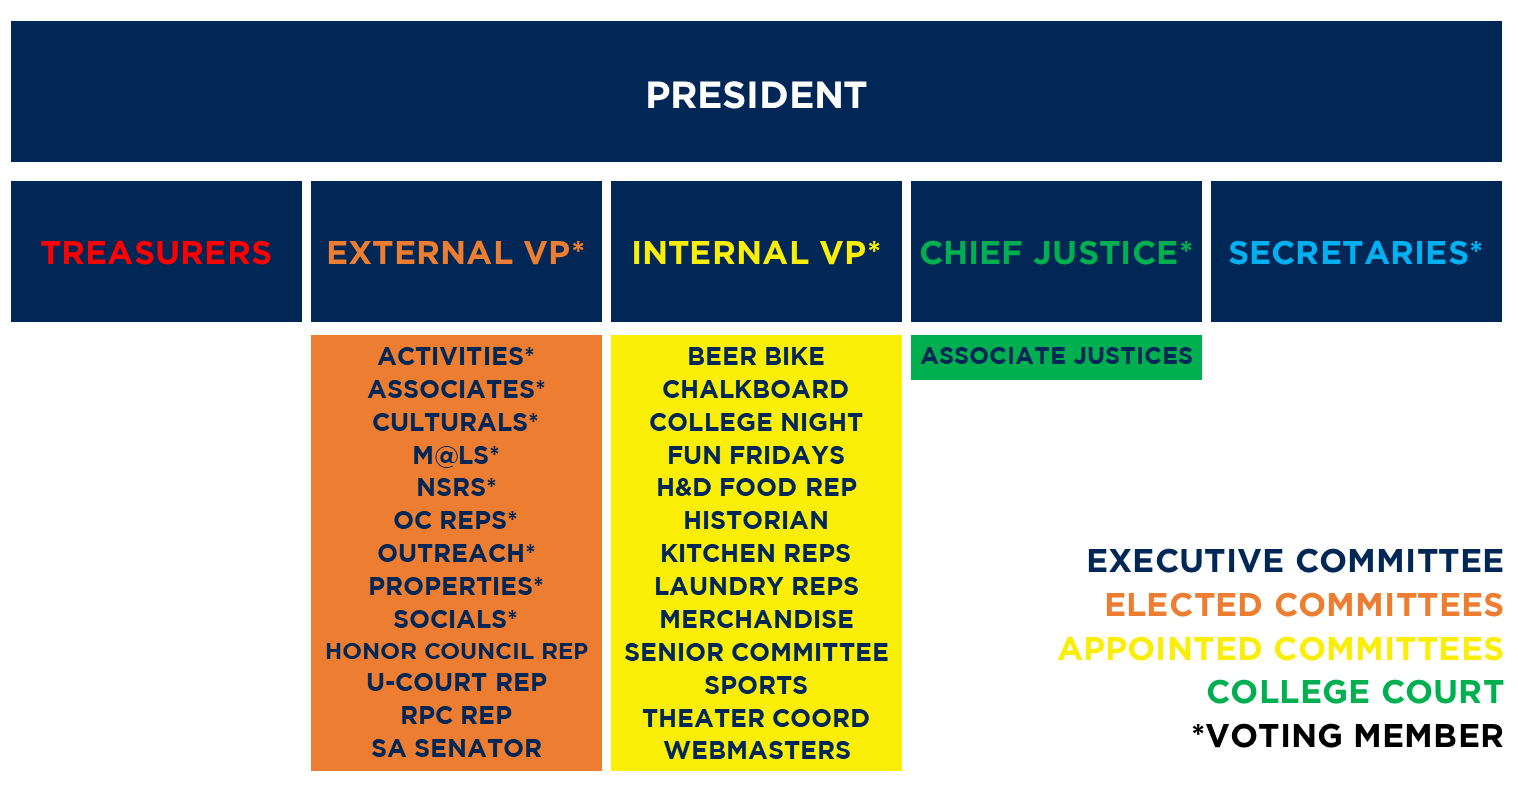 PRESIDENT
TREASURERS
EXTERNAL VP*
INTERNAL VP*
CHIEF JUSTICE*
SECRETARIES*
ACTIVITIES*
ASSOCIATES*
CULTURALS*
M@LS*
NSRS*
OC REPS*
OUTREACH*
PROPERTIES*
SOCIALS*
HONOR COUNCIL REP
U-COURT REP
RPC REP
SA SENATOR
BEER BIKE
CHALKBOARD
COLLEGE NIGHT
FUN FRIDAYS
H&D FOOD REP
HISTORIAN
KITCHEN REPS
LAUNDRY REPS
MERCHANDISE
SENIOR COMMITTEE
SPORTS
THEATER COORD
WEBMASTERS
ASSOCIATE JUSTICES
EXECUTIVE COMMITTEE
ELECTED COMMITTEES
APPOINTED COMMITTEES
COLLEGE COURT
*VOTING MEMBER